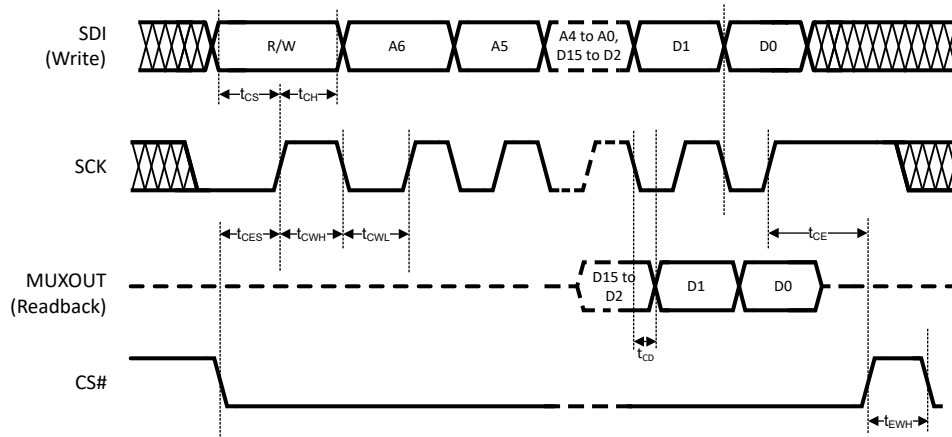 SDI
(Write)
R/W
A6
A5
A4 to A0,
D15 to D2
D1
D0
tCS
tCH
SCK
tCES
tCWH
tCWL
tCE
MUXOUT
(Readback)
D15 to
D2
D1
D0
tCD
CS#
tEWH